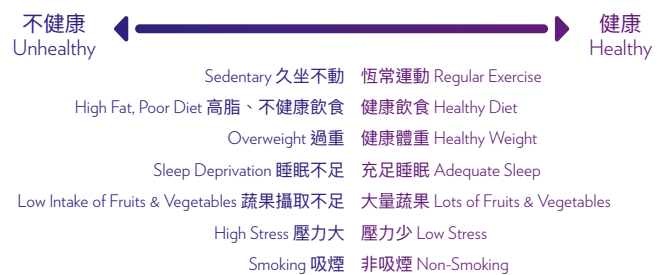 不健康 健康
Unhealthy Healthy
Sedentary 久坐不動 恆常運動 Regular Exercise
High Fat, Poor Diet 高脂、不健康飲食 健康飲食 Healthy Diet
Overweight 過重 健康體重 Healthy Weight
Sleep Deprivation 睡眠不足 充足睡眠 Adequate Sleep
Low Intake of Fruits & Vegetables 蔬果攝取不足 大量蔬果 Lots of Fruits & Vegetables
High Stress 壓力大 壓力少 Low Stress
Smoking 吸煙 非吸煙 Non-Smoking